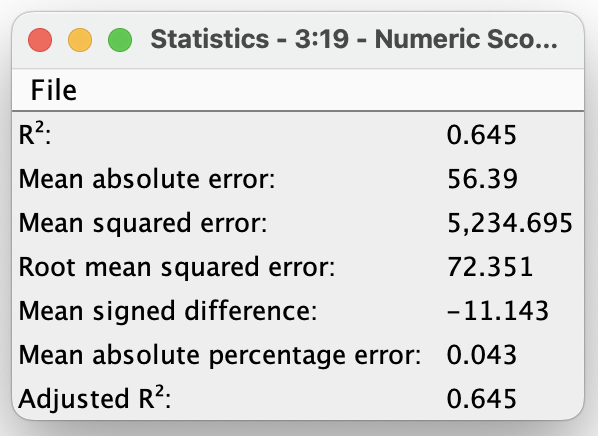 Statistics - 3:19 - Numeric Sco...
File
R²: 0.645
Mean absolute error: 56.39
Mean squared error: 5,234.695
Root mean squared error: 72.351
Mean signed difference: -11.143
Mean absolute percentage error: 0.043
Adjusted R²: 0.645